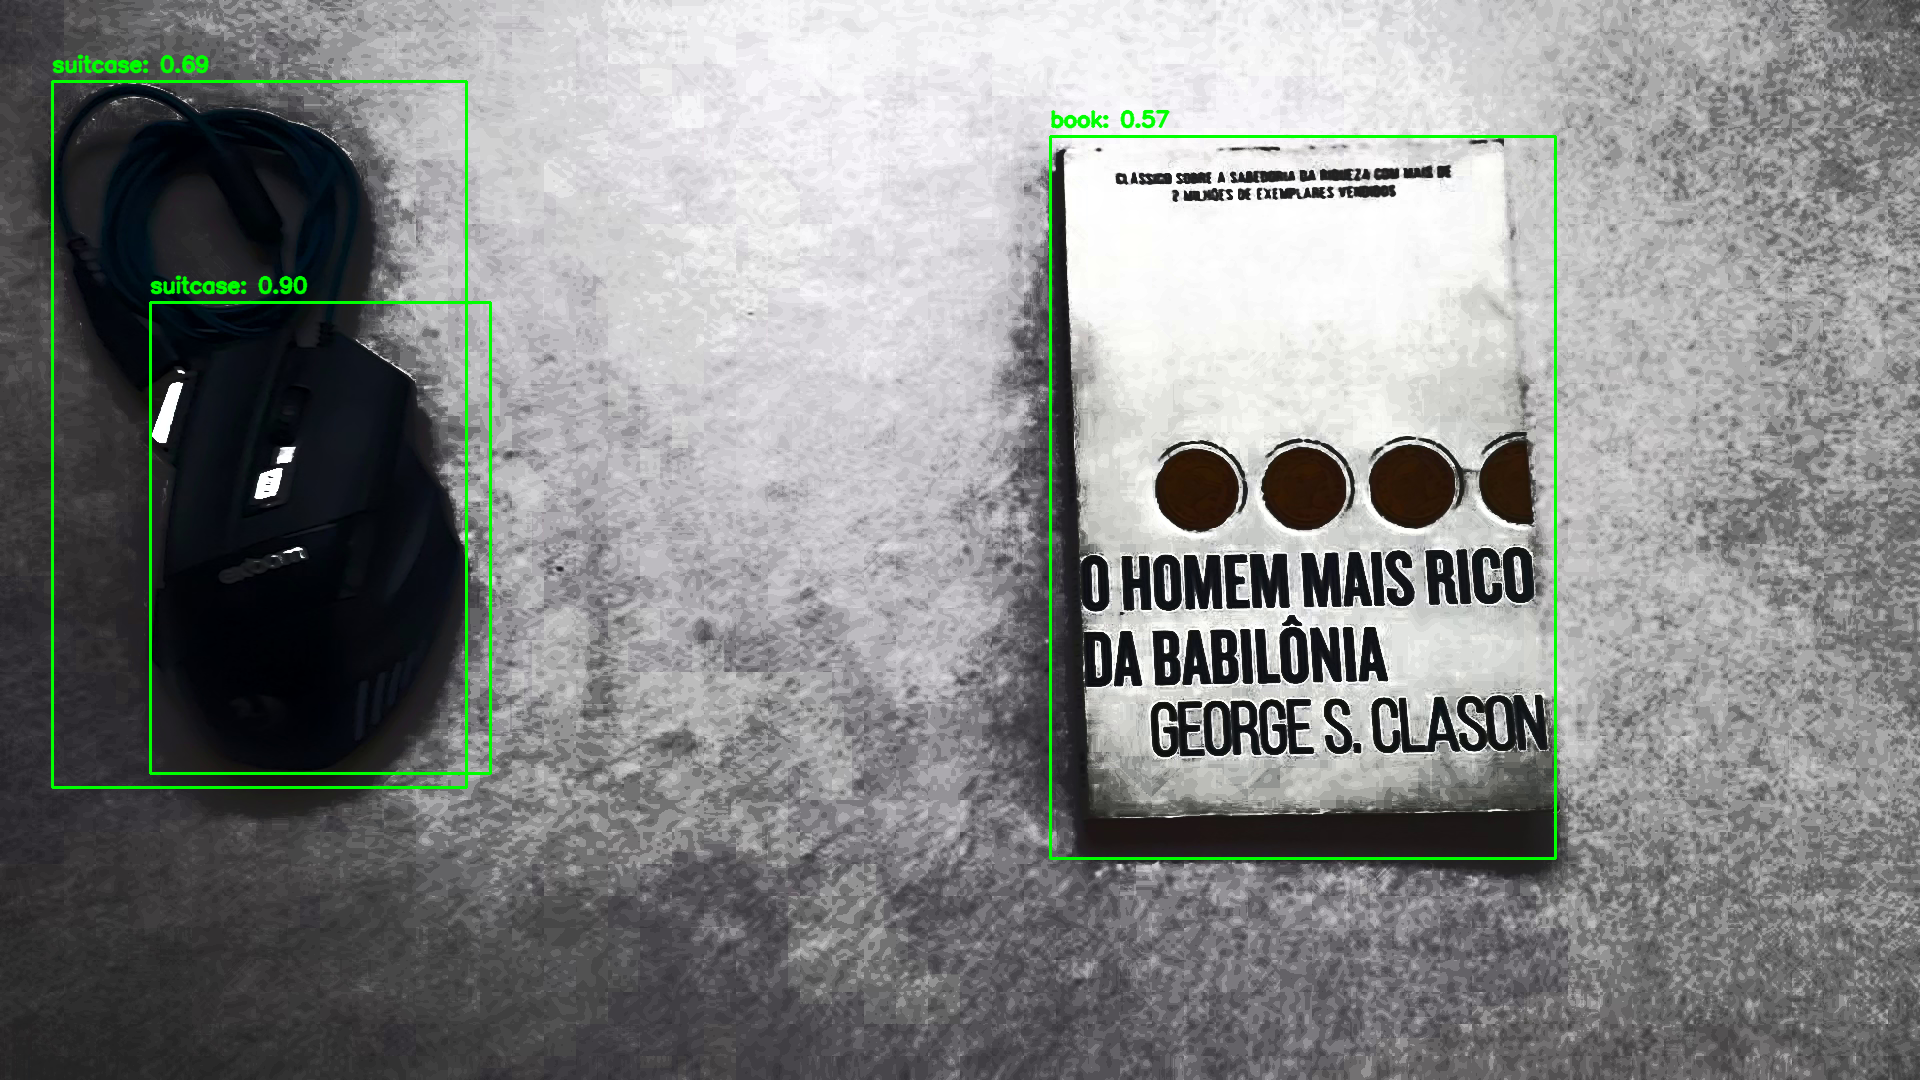 suitcase: 0.69
suitcase: 0.90
book: 0.57
CLÁSSICO SOBRE A SABEDORIA DA RIQUEZA COM MAIS DE
2 MILHÕES DE EXEMPLARES VENDIDOS
O HOMEM MAIS RICO
DA BABILÔNIA
GEORGE S. CLASON